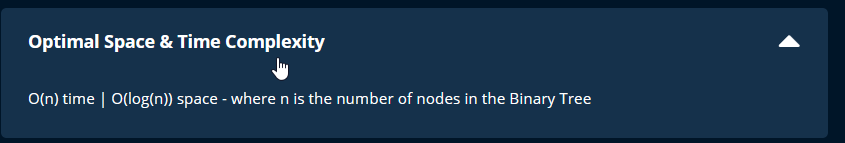 Optimal Space & Time Complexity
O(n) time | O(log(n)) space - where n is the number of nodes in the Binary Tree